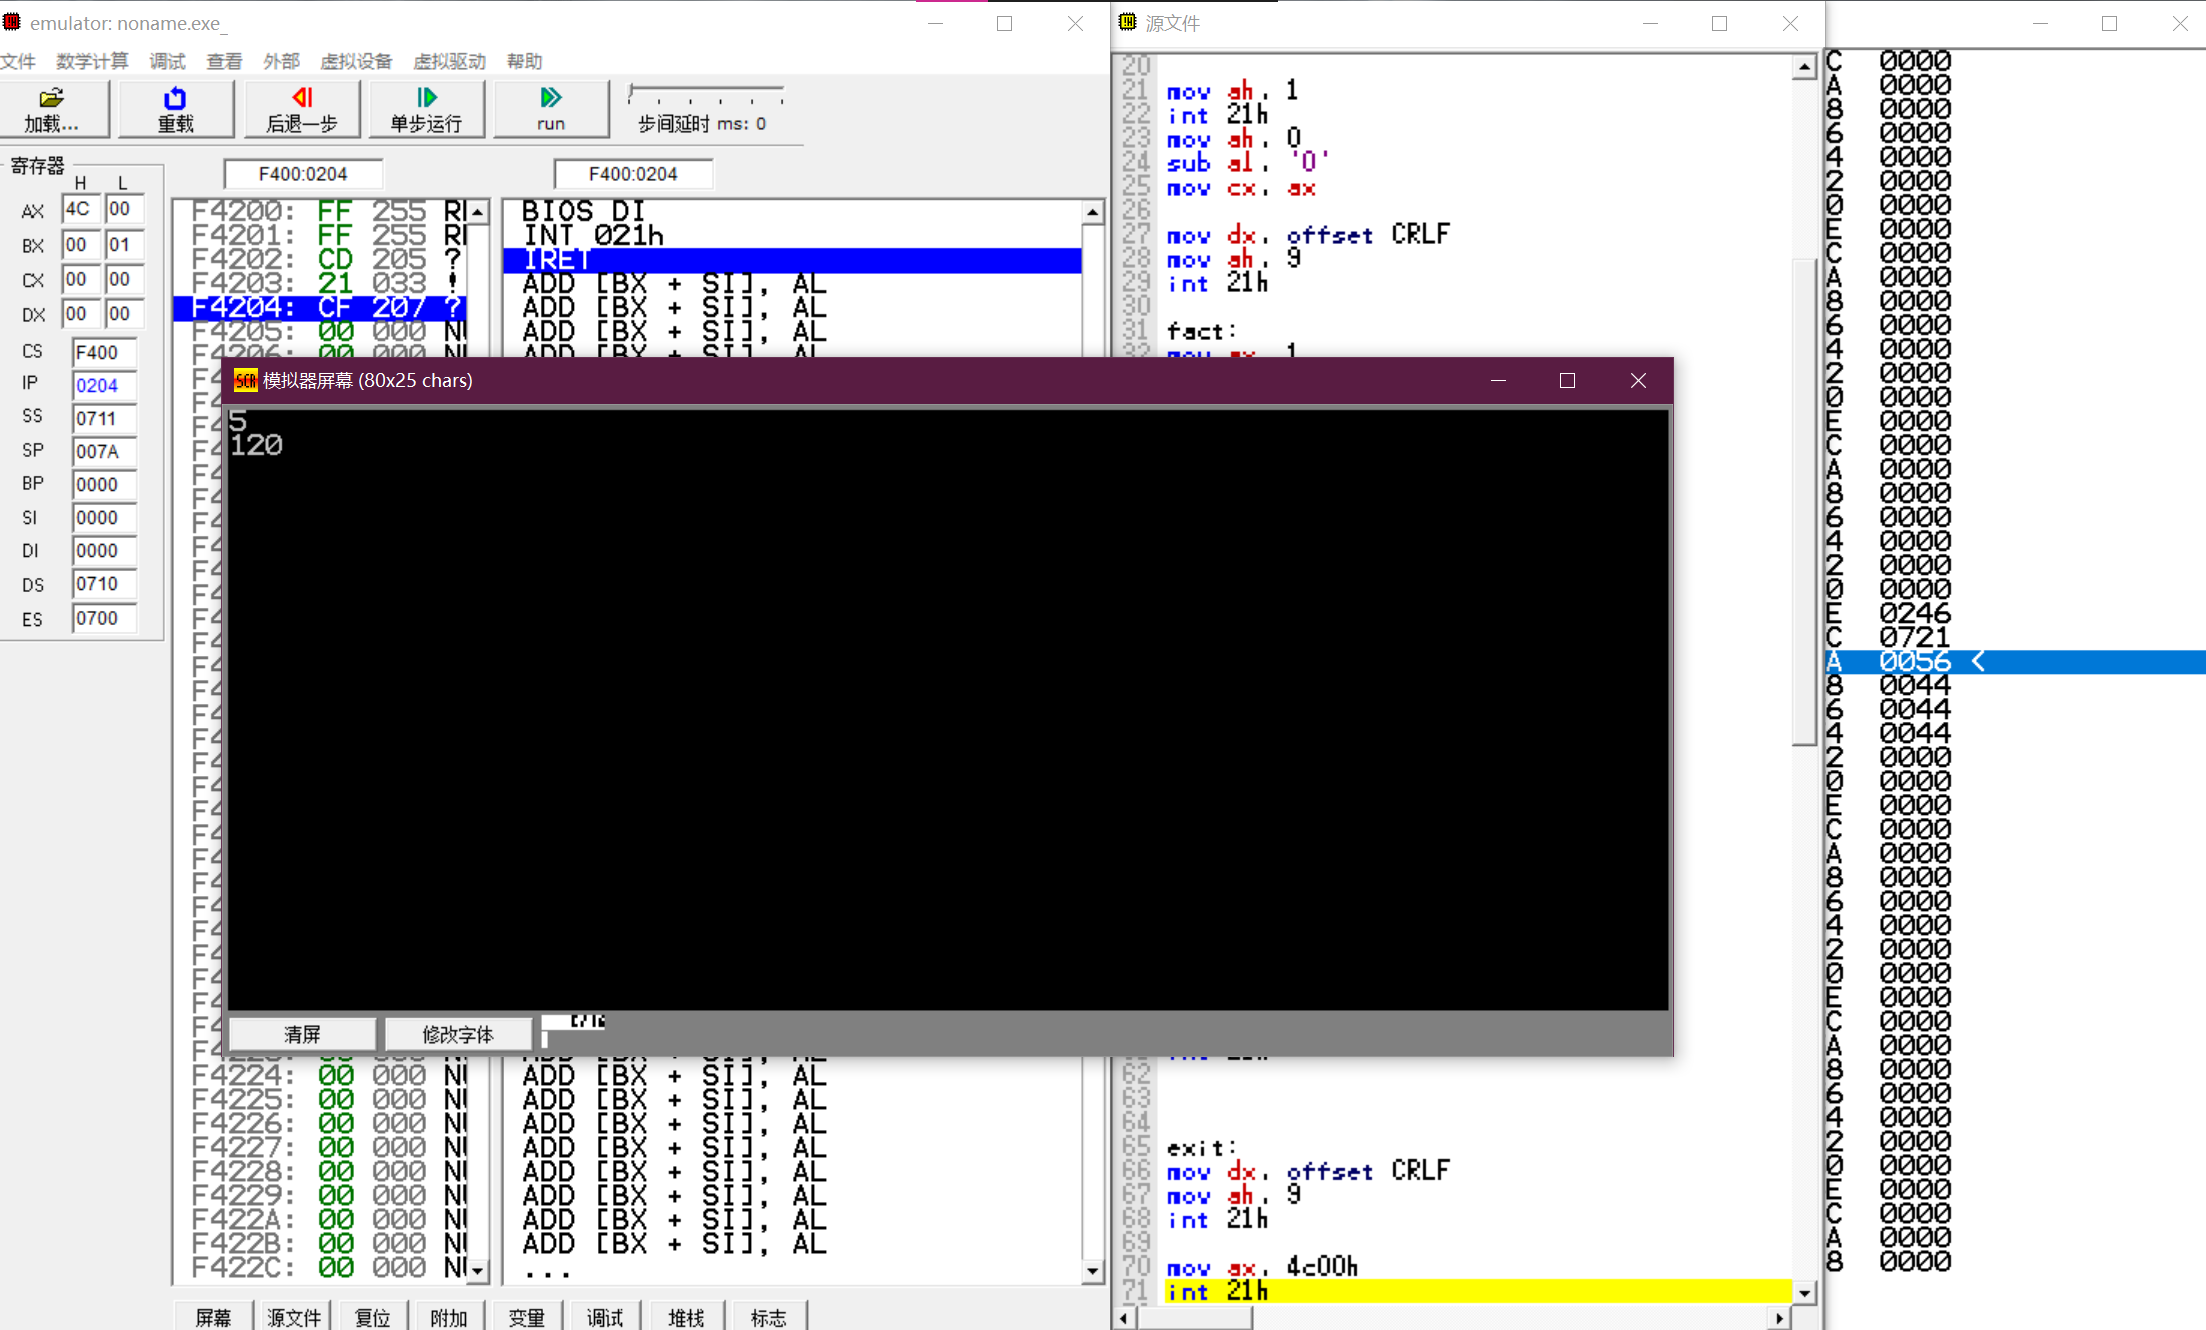 emulator: noname.exe_
文件 数学计算 调试 查看 外部 虚拟设备 虚拟驱动 帮助
加载... 重载 后退一步 单步运行 run 步间延时 ms: 0
寄存器
H L
AX 4C 00
BX 00 01
CX 00 00
DX 00 00
CS F400
IP 0204
SS 0711
SP 007A
BP 0000
SI 0000
DI 0000
DS 0710
ES 0700
F400:0204
F4200: FF 255
F4201: FF 255
F4202: CD 205 ?
F4203: 21 033 !
F4204: CF 207 ?
F4205: 00 000
F4206: 00 000
F4224: 00 000
F4225: 00 000
F4226: 00 000
F4227: 00 000
F4228: 00 000
F4229: 00 000
F422A: 00 000
F422B: 00 000
F422C: 00 000
F400:0204
BIOS DI
INT 021h
IRET
ADD [BX + SI], AL
ADD [BX + SI], AL
ADD [BX + SI], AL
ADD [BX + SI], AL
ADD [BX + SI], AL
ADD [BX + SI], AL
ADD [BX + SI], AL
ADD [BX + SI], AL
ADD [BX + SI], AL
ADD [BX + SI], AL
ADD [BX + SI], AL
ADD [BX + SI], AL
...
屏幕 源文件 复位 附加 变量 调试 堆栈 标志
模拟器屏幕 (80x25 chars)
5
120
清屏 修改字体
源文件
20
21 mov ah, 1
22 int 21h
23 mov ah, 0
24 sub al, '0'
25 mov cx, ax
26
27 mov dx, offset CRLF
28 mov ah, 9
29 int 21h
30
31 fact:
32 mov ax, 1
62
63
64
65 exit:
66 mov dx, offset CRLF
67 mov ah, 9
68 int 21h
69
70 mov ax, 4c00h
71 int 21h
C 0000
A 0000
8 0000
6 0000
4 0000
2 0000
0 0000
E 0000
C 0000
A 0000
8 0000
6 0000
4 0000
2 0000
0 0000
E 0000
C 0000
A 0000
8 0000
6 0000
4 0000
2 0000
0 0000
E 0246
C 0721
A 0056 <
8 0044
6 0044
4 0044
2 0000
0 0000
E 0000
C 0000
A 0000
8 0000
6 0000
4 0000
2 0000
0 0000
E 0000
C 0000
A 0000
8 0000
6 0000
4 0000
2 0000
0 0000
E 0000
C 0000
A 0000
8 0000